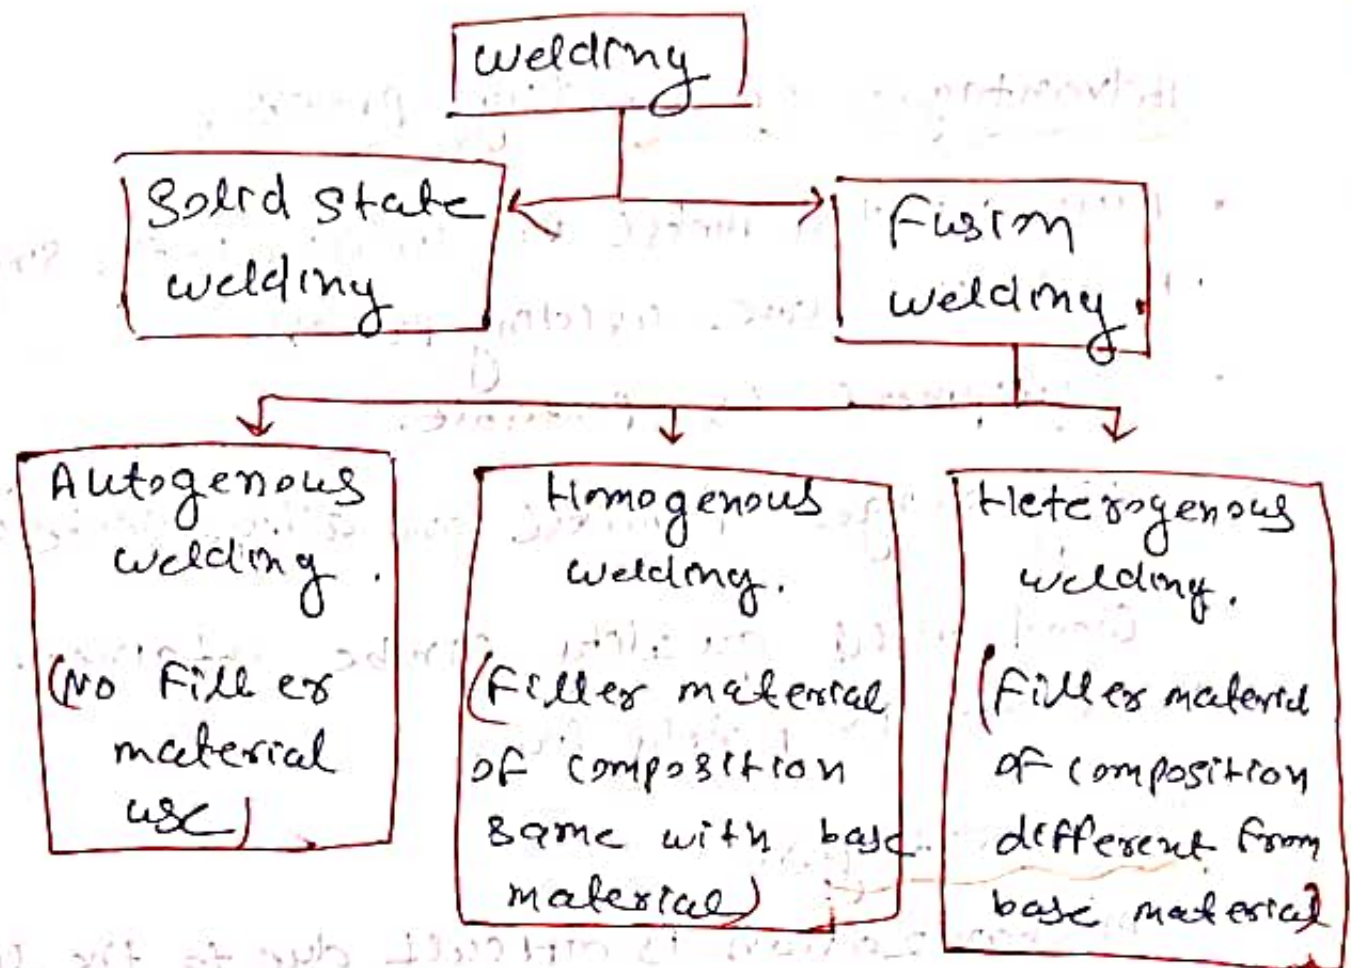 Welding
Solid state
welding
Fusion
welding.
Autogenous
welding.
(No Filler
material
use)
Homogenous
welding.
(Filler material
of composition
same with base
material)
Heterogenous
welding.
(Filler material
of composition
different from
base material)